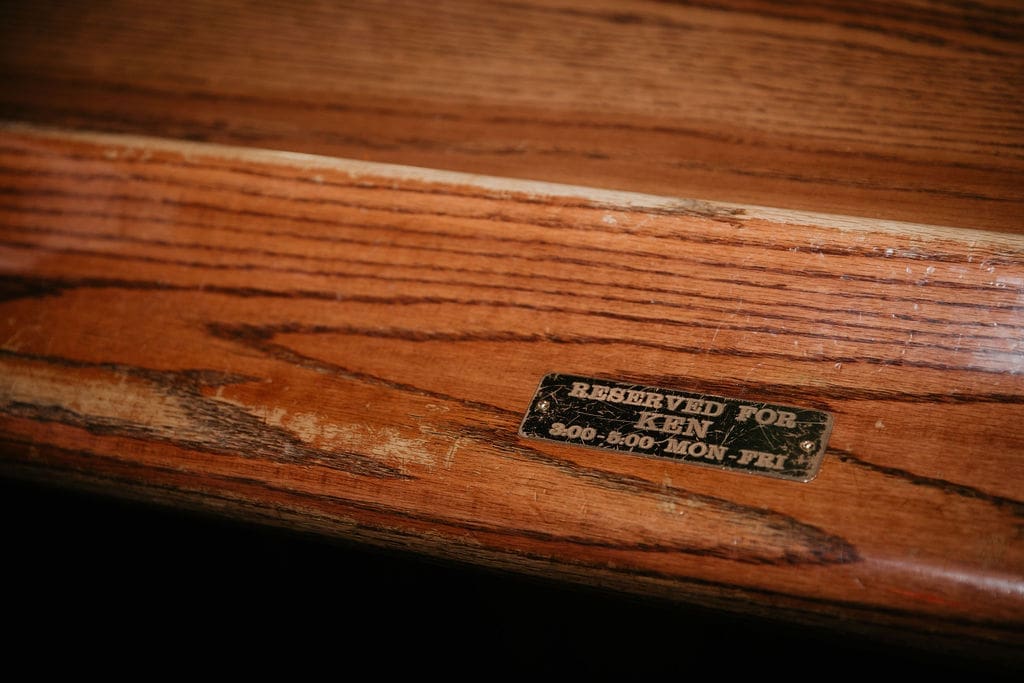 RESERVED FOR
KEN
3:00-5:00 MON-FRI